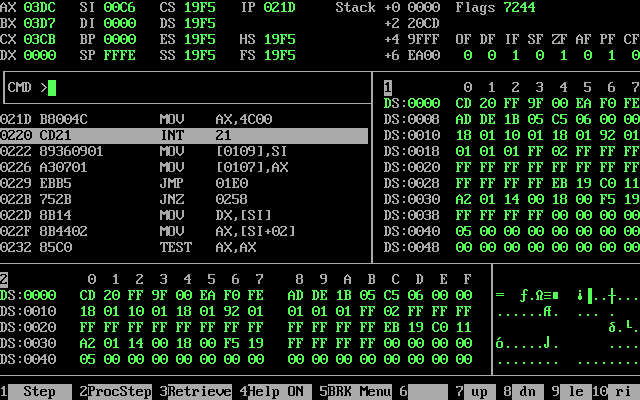 AX 03DC SI 00C6 CS 19F5 IP 021D Stack +0 0000 Flags 7244
BX 03D7 DI 0000 DS 19F5 +2 20CD
CX 03CB BP 0000 ES 19F5 HS 19F5 +4 9FFF OF DF IF SF ZF AF PF CF
DX 0000 SP FFFE SS 19F5 FS 19F5 +6 EA00 0 0 1 0 1 0 1 0
CMD >
1 0 1 2 3 4 5 6 7
DS:0000 CD 20 FF 9F 00 EA F0 FE
DS:0008 AD DE 1B 05 C5 06 00 00
DS:0010 18 01 10 01 18 01 92 01
DS:0018 01 01 01 FF 02 FF FF FF
DS:0020 FF FF FF FF FF FF FF FF
DS:0028 FF FF FF FF EB 19 C0 11
DS:0030 A2 01 14 00 18 00 F5 19
DS:0038 FF FF FF FF 00 00 00 00
DS:0040 05 00 00 00 00 00 00 00
DS:0048 00 00 00 00 00 00 00 00
021D B8004C MOV AX,4C00
0220 CD21 INT 21
0222 89360901 MOV [0109],SI
0226 A30701 MOV [0107],AX
0229 EBB5 JMP 01E0
022B 752B JNZ 0258
022D 8B14 MOV DX,[SI]
022F 8B4402 MOV AX,[SI+02]
0232 85C0 TEST AX,AX
2 0 1 2 3 4 5 6 7 8 9 A B C D E F
DS:0000 CD 20 FF 9F 00 EA F0 FE AD DE 1B 05 C5 06 00 00
DS:0010 18 01 10 01 18 01 92 01 01 01 01 FF 02 FF FF FF
DS:0020 FF FF FF FF FF FF FF FF FF FF FF FF EB 19 C0 11
DS:0030 A2 01 14 00 18 00 F5 19 FF FF FF FF 00 00 00 00
DS:0040 05 00 00 00 00 00 00 00 00 00 00 00 00 00 00 00
1 Step 2 ProcStep 3 Retrieve 4 Help ON 5 BRK Menu 6 7 up 8 dn 9 le 10 ri